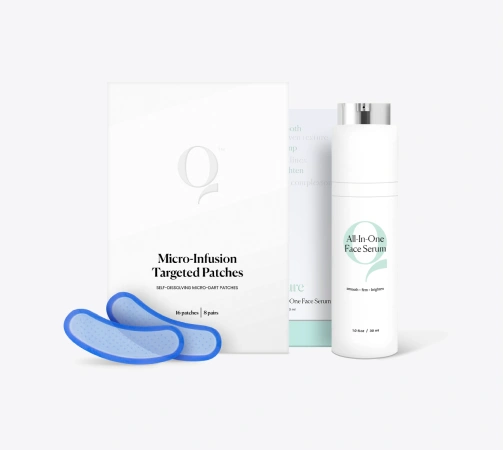 Q
Micro-Infusion
Targeted Patches
SELF-DISSOLVING MICRO-DART PATCHES
16 patches | 8 pairs
One Face Serum
Q
All-In-One
Face Serum
smooth – firm – brighten
1.0 fl oz / 30 ml